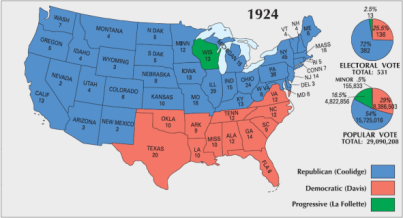 1924
WASH
7
MONTANA
4
N DAK
5
MINN
12
OREGON
5
IDAHO
4
WYOMING
3
S DAK
5
WIS
13
NEVADA
3
UTAH
4
COLORADO
6
NEBRASKA
8
IOWA
13
CALIF
13
KANSAS
10
MO
18
ILL
29
IND
15
OHIO
24
PA
38
NY
45
VT
4
NH
4
ME
6
MASS
18
CONN 7
NJ 14
DEL 3
MD 8
W VA
VA
12
KY
13
TENN
12
NC
12
ARIZONA
3
NEW MEXICO
3
OKLA
10
ARK
9
TEXAS
20
LA
10
MISS
10
ALA
12
GA
14
SC
9
FLA 6
2.5%
13
25.6%
136
72%
382
ELECTORAL VOTE
TOTAL: 531
MINOR .5%
155,833
16.5%
4,822,856
29%
8,386,503
54%
15,725,016
POPULAR VOTE
TOTAL: 29,090,208
Republican (Coolidge)
Democratic (Davis)
Progressive (La Follette)